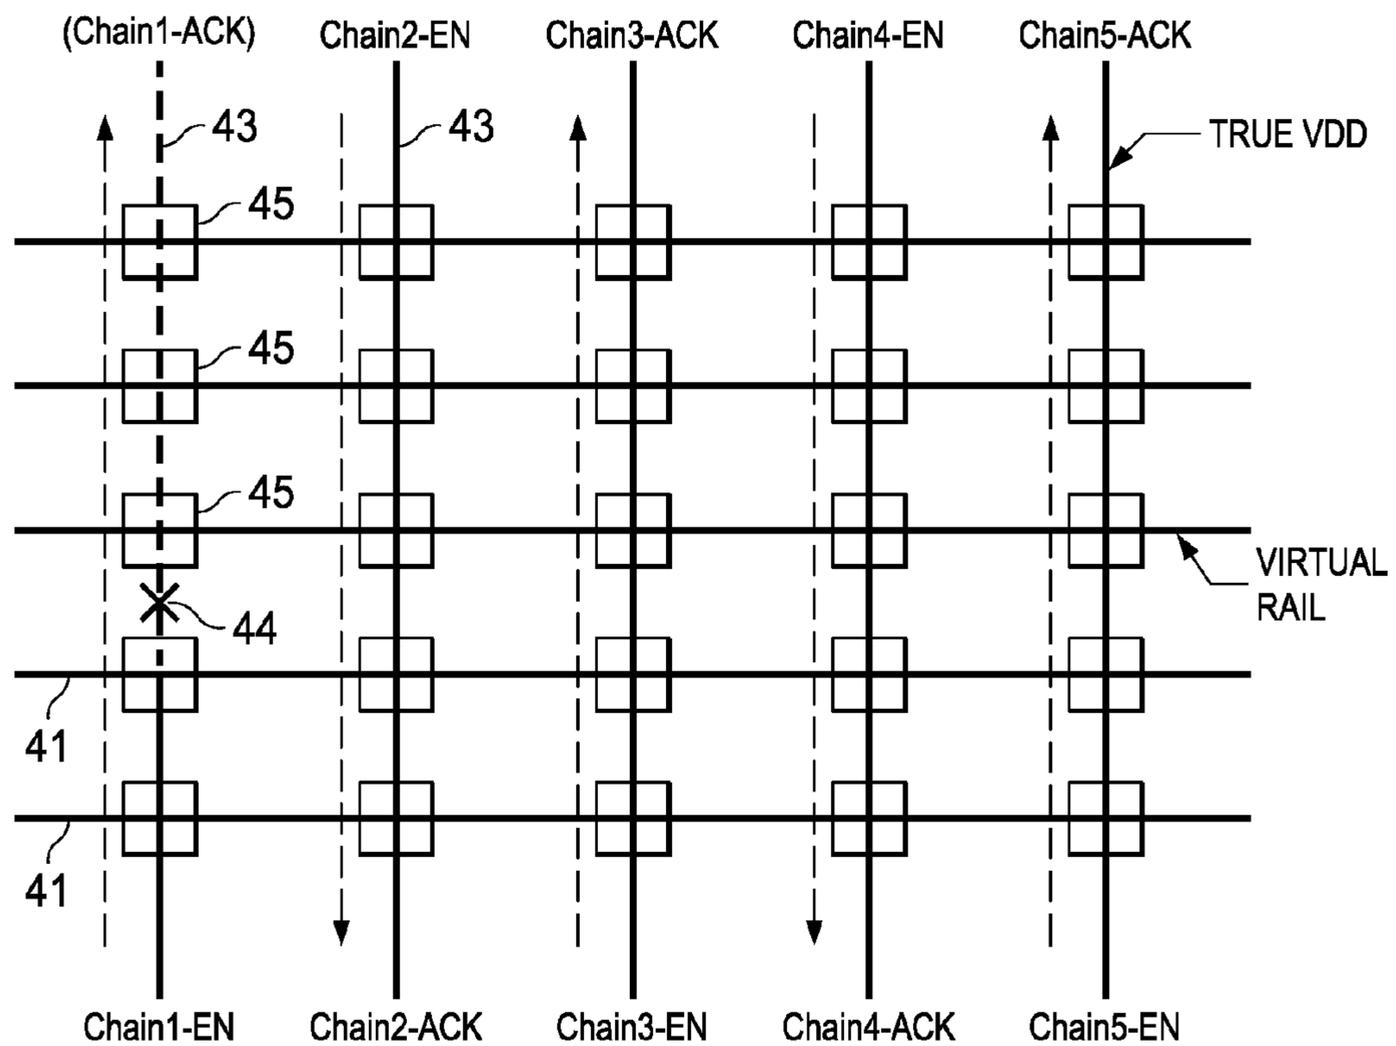 (Chain1-ACK) Chain2-EN Chain3-ACK Chain4-EN Chain5-ACK
43 43 TRUE VDD
45
45
45
VIRTUAL
RAIL
44
41
41
Chain1-EN Chain2-ACK Chain3-EN Chain4-ACK Chain5-EN